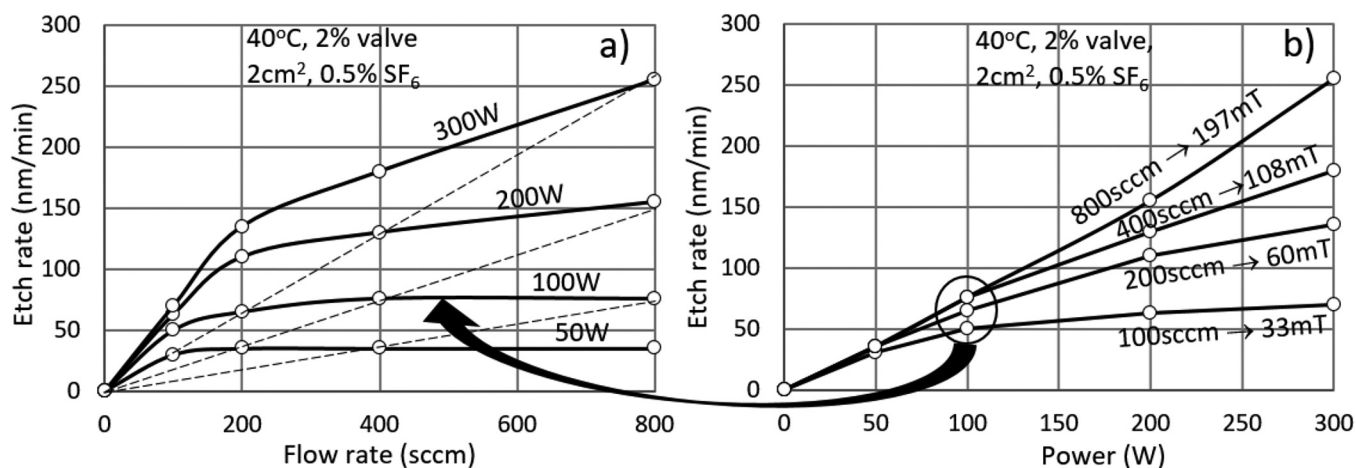 40°C, 2% valve
2cm², 0.5% SF₆
a)
300W
200W
100W
50W
Etch rate (nm/min)
300
250
200
150
100
50
0
0 200 400 600 800
Flow rate (sccm)
40°C, 2% valve,
2cm², 0.5% SF₆
b)
800sccm → 197mT
400sccm → 108mT
200sccm → 60mT
100sccm → 33mT
Etch rate (nm/min)
300
250
200
150
100
50
0
0 50 100 150 200 250 300
Power (W)